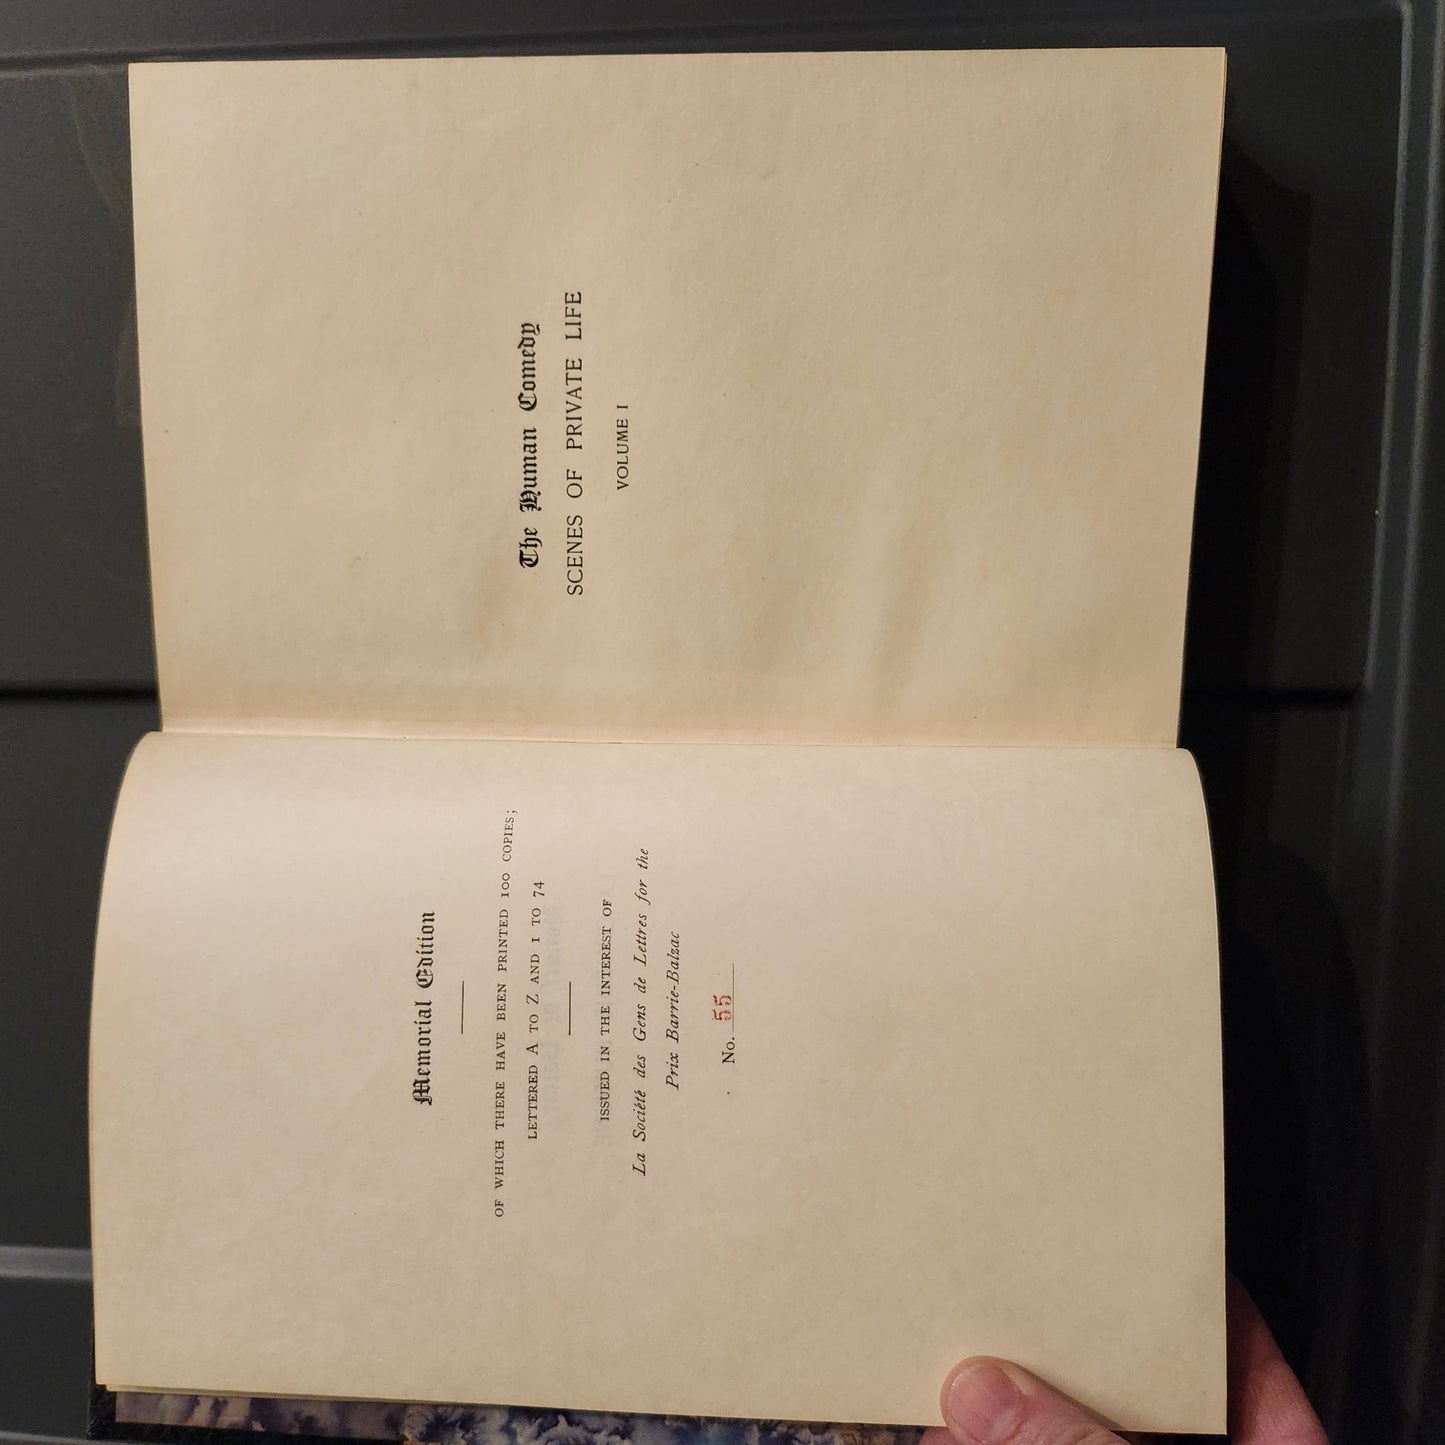 Memorial Edition
OF WHICH THERE HAVE BEEN PRINTED 100 COPIES;
LETTERED A TO Z AND 1 TO 74
ISSUED IN THE INTEREST OF
La Société des Gens de Lettres for the
Prix Barrie-Balzac
No. 55
The Human Comedy
SCENES OF PRIVATE LIFE
VOLUME I